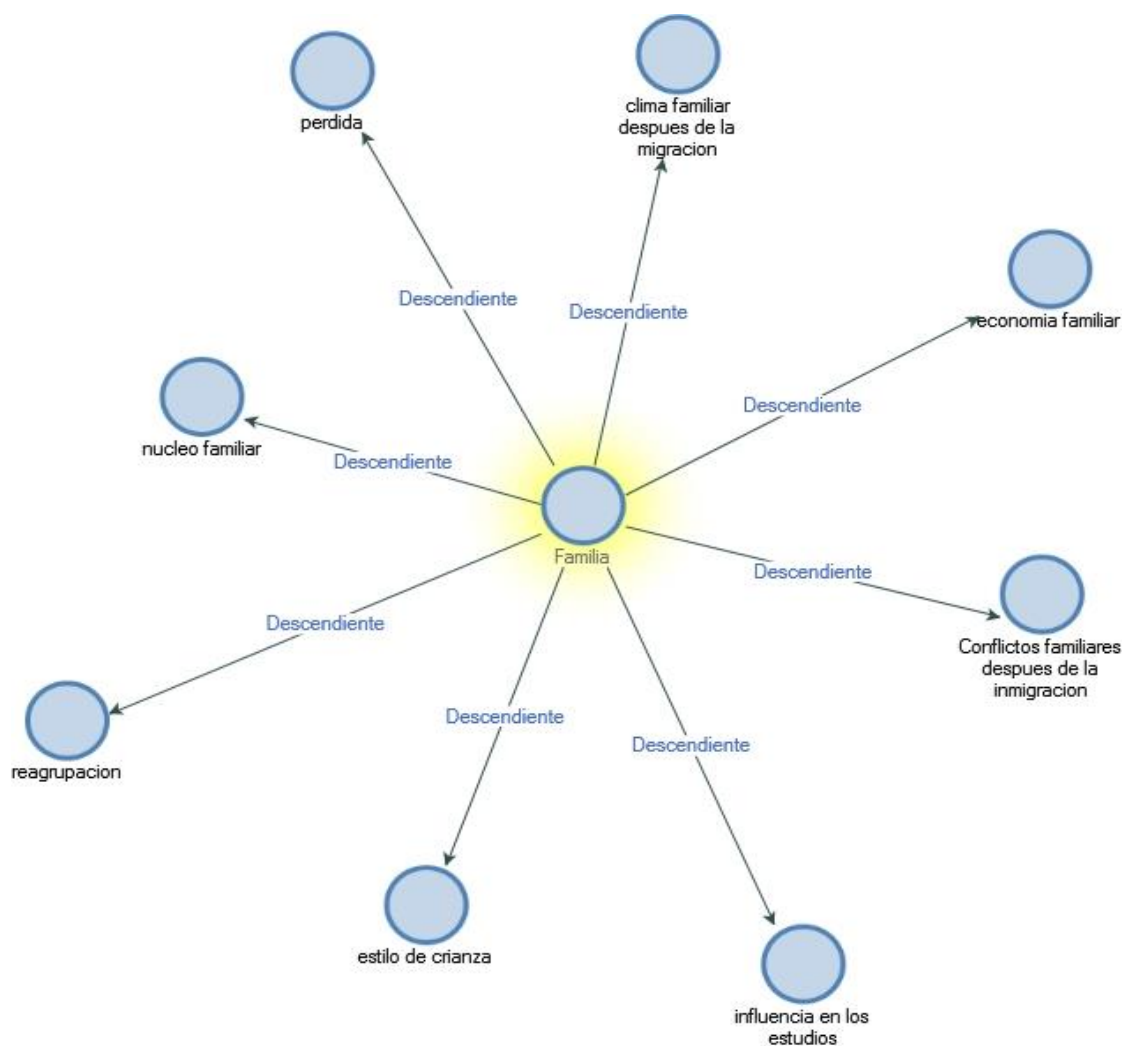 perdida
clima familiar
despues de la
migracion
economia familiar
Descendiente
Descendiente
Descendiente
nucleo familiar
Descendiente
Familia
Descendiente
Descendiente
Conflictos familiares
despues de la
inmigracion
Descendiente
Descendiente
reagrupacion
estilo de crianza
influencia en los
estudios